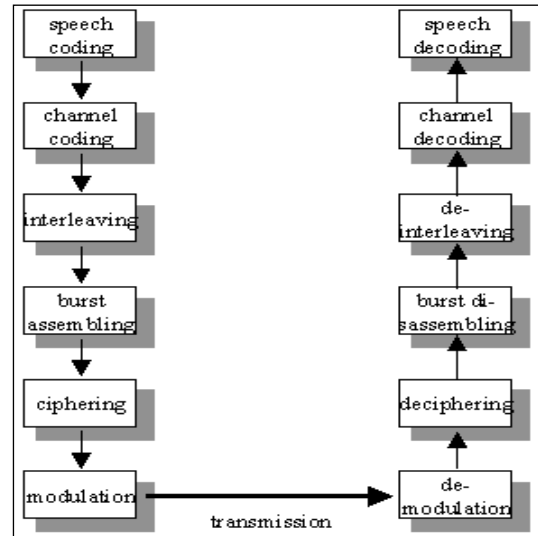 speech
coding
channel
coding
interleaving
burst
assembling
ciphering
modulation
transmission
speech
decoding
channel
decoding
de-
interleaving
burst di-
sassembling
deciphering
de-
modulation